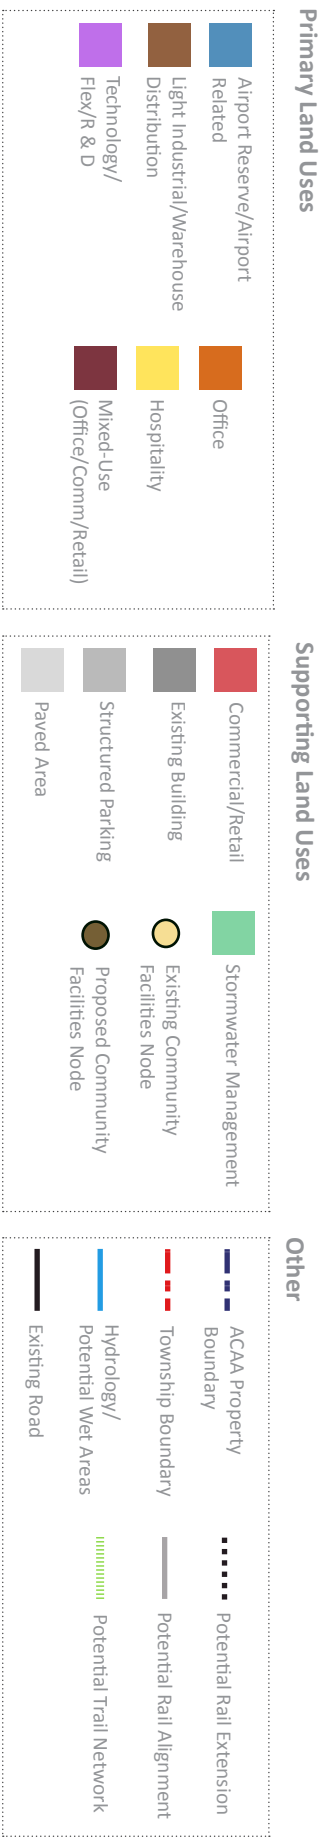 Primary Land Uses
Airport Reserve/Airport
Related
Light Industrial/Warehouse
Distribution
Technology/
Flex/R & D
Office
Hospitality
Mixed-Use
(Office/Comm/Retail)
Supporting Land Uses
Commercial/Retail
Existing Building
Structured Parking
Paved Area
Stormwater Management
Existing Community
Facilities Node
Proposed Community
Facilities Node
Other
ACAA Property
Boundary
Township Boundary
Hydrology/
Potential Wet Areas
Existing Road
Potential Rail Extension
Potential Rail Alignment
Potential Trail Network